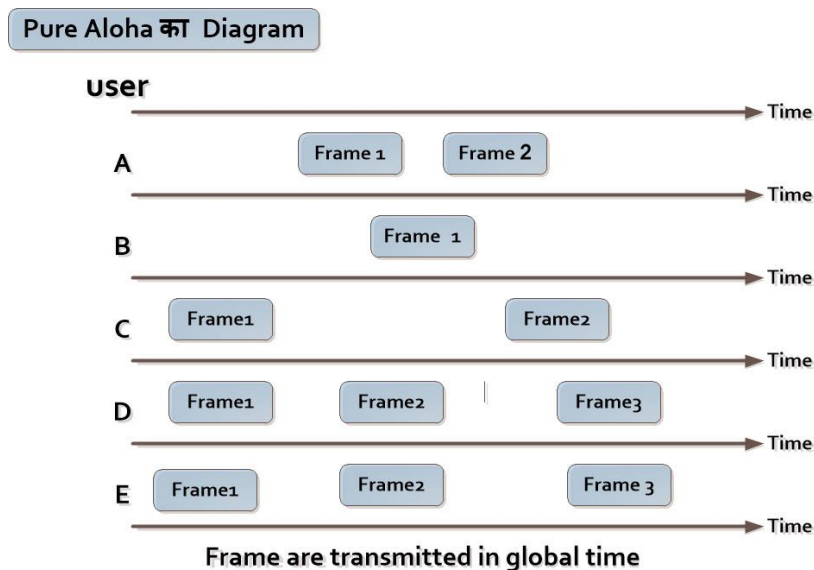 Pure Aloha का Diagram
user
Time
A Frame 1 Frame 2
Time
B Frame 1
Time
C Frame1 Frame2
Time
D Frame1 Frame2 Frame3
Time
E Frame1 Frame2 Frame 3
Time
Frame are transmitted in global time